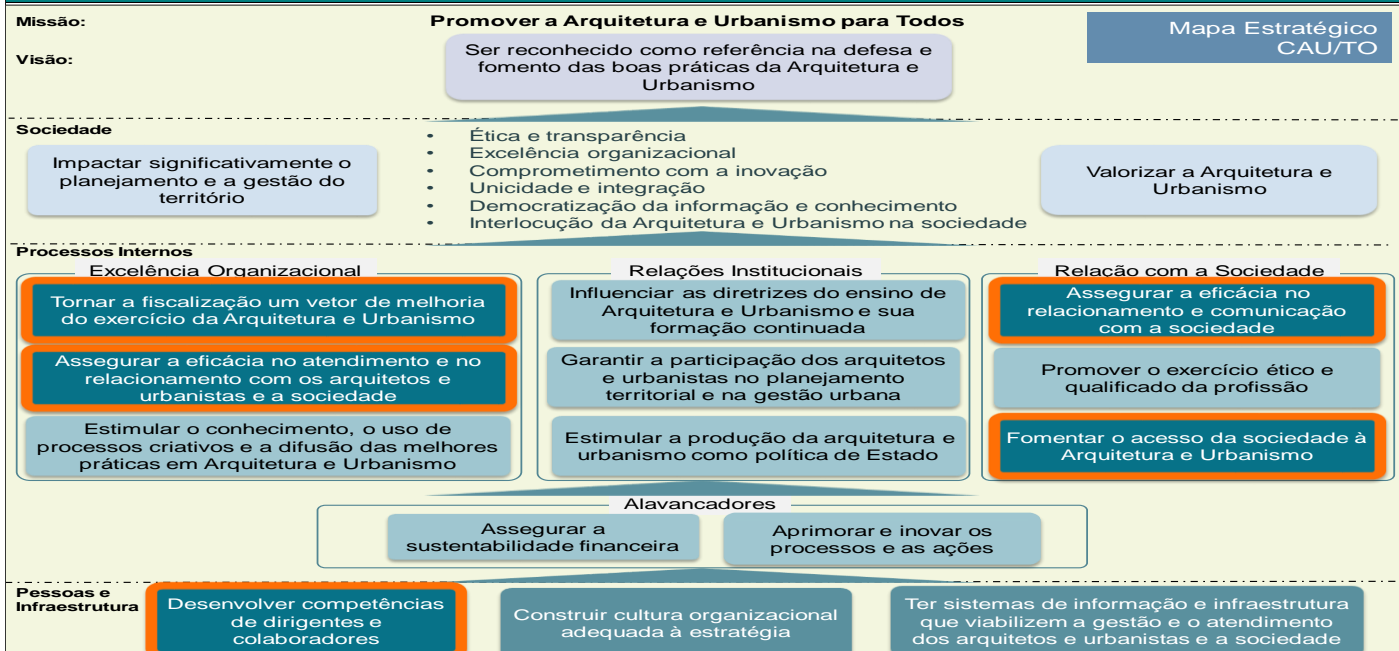 Missão:
Promover a Arquitetura e Urbanismo para Todos
Mapa Estratégico
CAU/TO
Visão:
Ser reconhecido como referência na defesa e
fomento das boas práticas da Arquitetura e
Urbanismo
Sociedade
Impactar significativamente o
planejamento e a gestão do
território
• Ética e transparência
• Excelência organizacional
• Comprometimento com a inovação
• Unicidade e integração
• Democratização da informação e conhecimento
• Interlocução da Arquitetura e Urbanismo na sociedade
Valorizar a Arquitetura e
Urbanismo
Processos Internos
Excelência Organizacional
Tornar a fiscalização um vetor de melhoria
do exercício da Arquitetura e Urbanismo
Assegurar a eficácia no atendimento e no
relacionamento com os arquitetos e
urbanistas e a sociedade
Estimular o conhecimento, o uso de
processos criativos e a difusão das melhores
práticas em Arquitetura e Urbanismo
Relações Institucionais
Influenciar as diretrizes do ensino de
Arquitetura e Urbanismo e sua
formação continuada
Garantir a participação dos arquitetos
e urbanistas no planejamento
territorial e na gestão urbana
Estimular a produção da arquitetura e
urbanismo como política de Estado
Relação com a Sociedade
Assegurar a eficácia no
relacionamento e comunicação
com a sociedade
Promover o exercício ético e
qualificado da profissão
Fomentar o acesso da sociedade à
Arquitetura e Urbanismo
Alavancadores
Assegurar a
sustentabilidade financeira
Aprimorar e inovar os
processos e as ações
Pessoas e
Infraestrutura
Desenvolver competências
de dirigentes e
colaboradores
Construir cultura organizacional
adequada à estratégia
Ter sistemas de informação e infraestrutura
que viabilizem a gestão e o atendimento
dos arquitetos e urbanistas e a sociedade